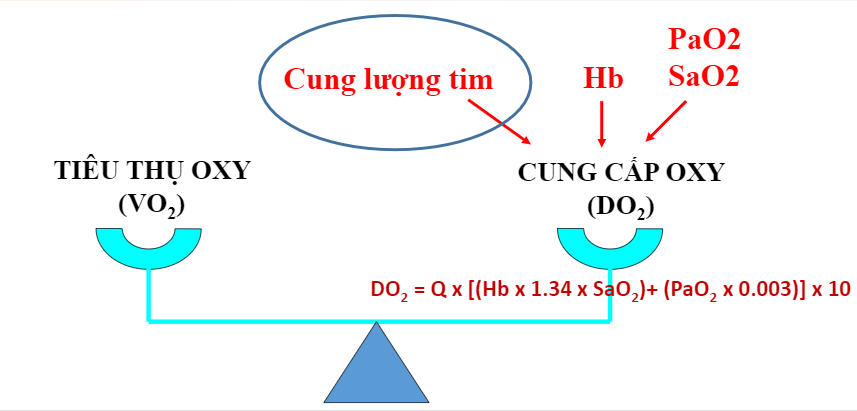 PaO2
Cung lượng tim
Hb
SaO2
TIÊU THỤ OXY
(VO₂)
CUNG CẤP OXY
(DO₂)
DO₂ = Q x [(Hb x 1.34 x SaO₂)+ (PaO₂ x 0.003)] x 10